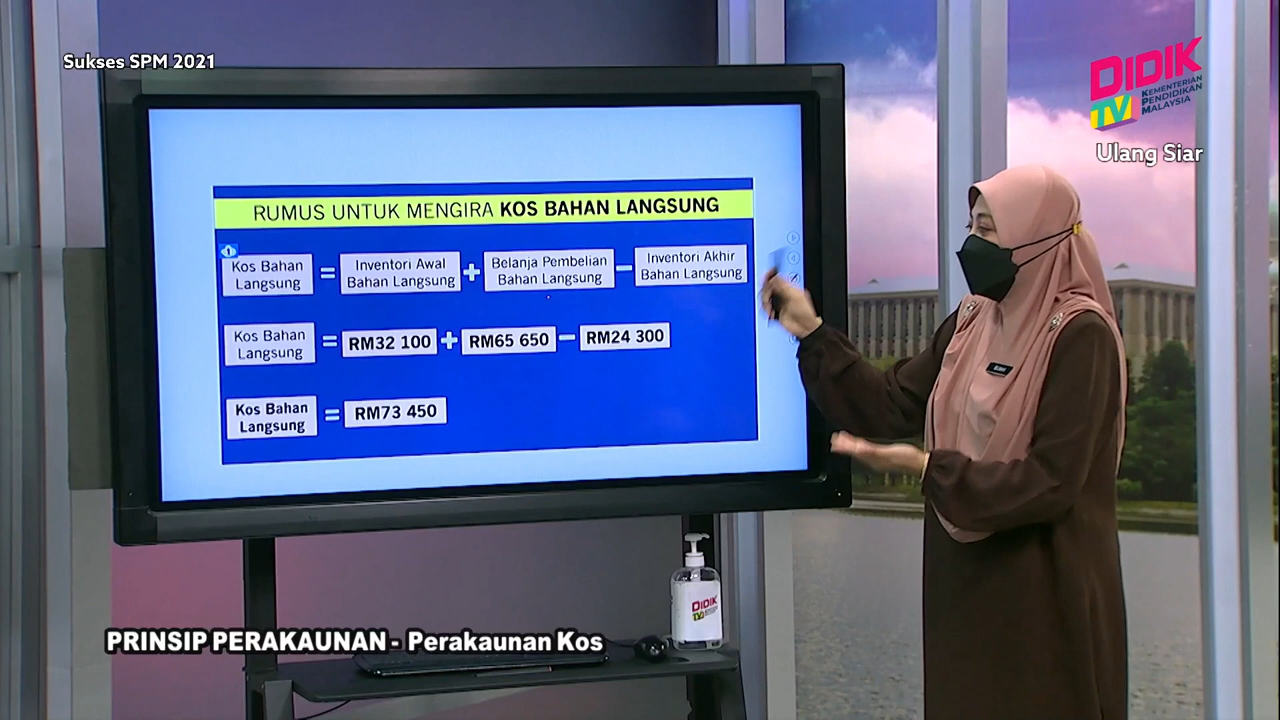 Sukses SPM 2021
DIDIK
TV
KEMENTERIAN
PENDIDIKAN
MALAYSIA
Ulang Siar
RUMUS UNTUK MENGIRA KOS BAHAN LANGSUNG
1
Kos Bahan
Langsung
=
Inventori Awal
Bahan Langsung
+
Belanja Pembelian
Bahan Langsung
−
Inventori Akhir
Bahan Langsung
Kos Bahan
Langsung
= RM32 100 + RM65 650 − RM24 300
Kos Bahan
Langsung
= RM73 450
DIDIK
TV
PRINSIP PERAKAUNAN - Perakaunan Kos